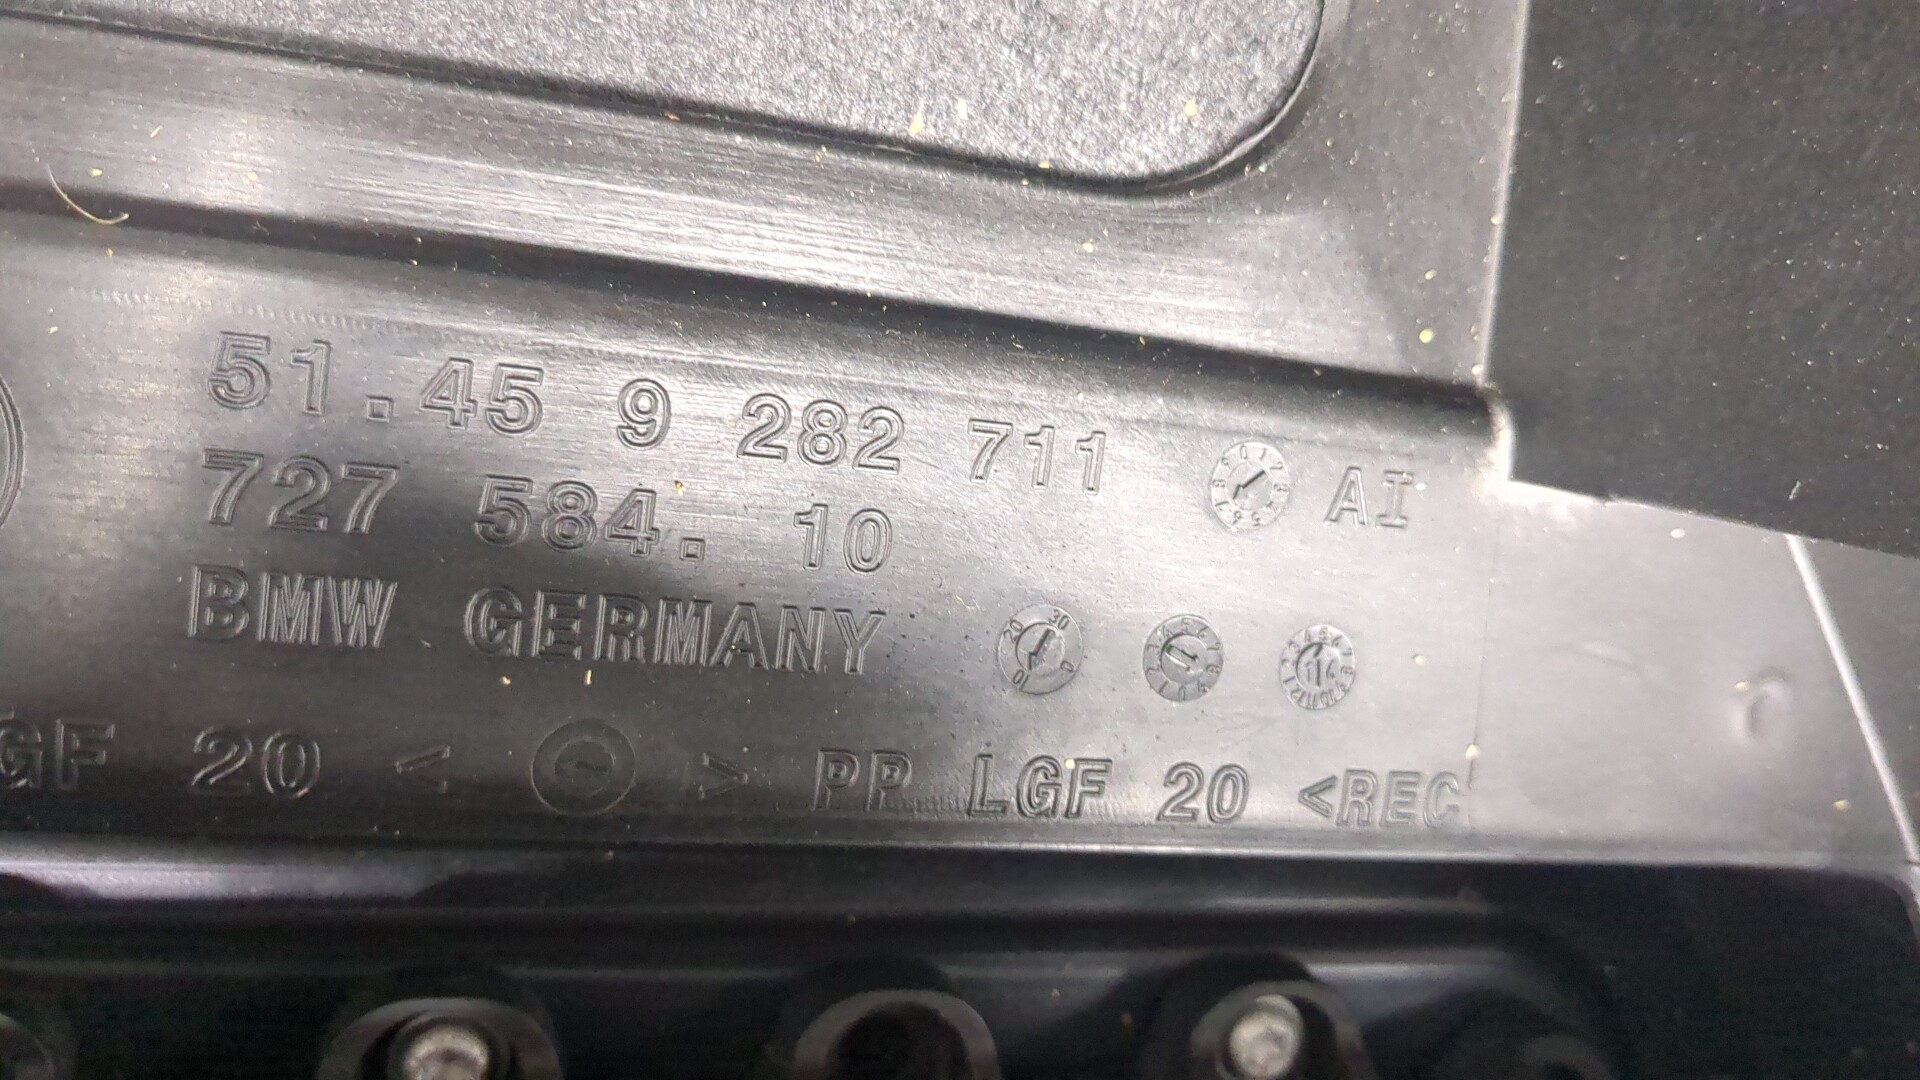 51.45 9 282 711 AI
727 584. 10
BMW GERMANY
GF 20 < > PP LGF 20 <REC